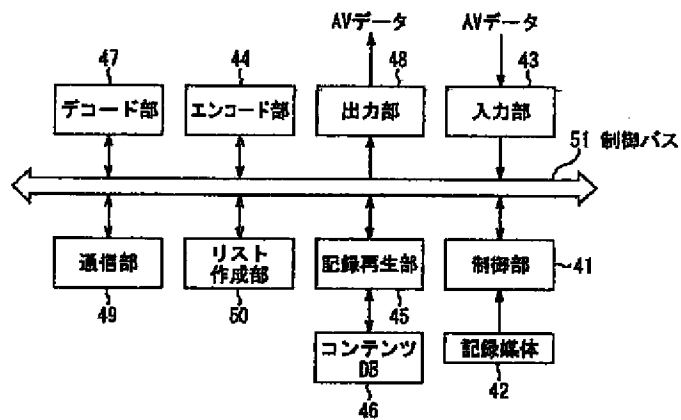 AVデータ
AVデータ
47
44
48
43
デコード部
エンコード部
出力部
入力部
51 制御バス
通信部
リスト
作成部
記録再生部
制御部
41
49
50
45
コンテンツ
DB
記録媒体
42
46